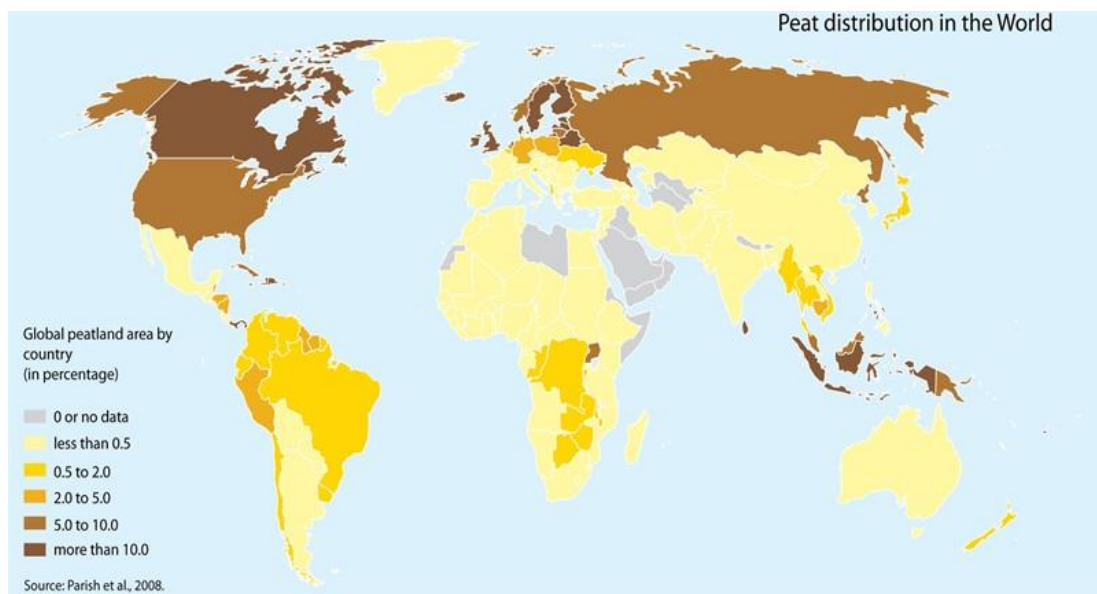 Peat distribution in the World
Global peatland area by
country
(in percentage)
0 or no data
less than 0.5
0.5 to 2.0
2.0 to 5.0
5.0 to 10.0
more than 10.0
Source: Parish et al., 2008.